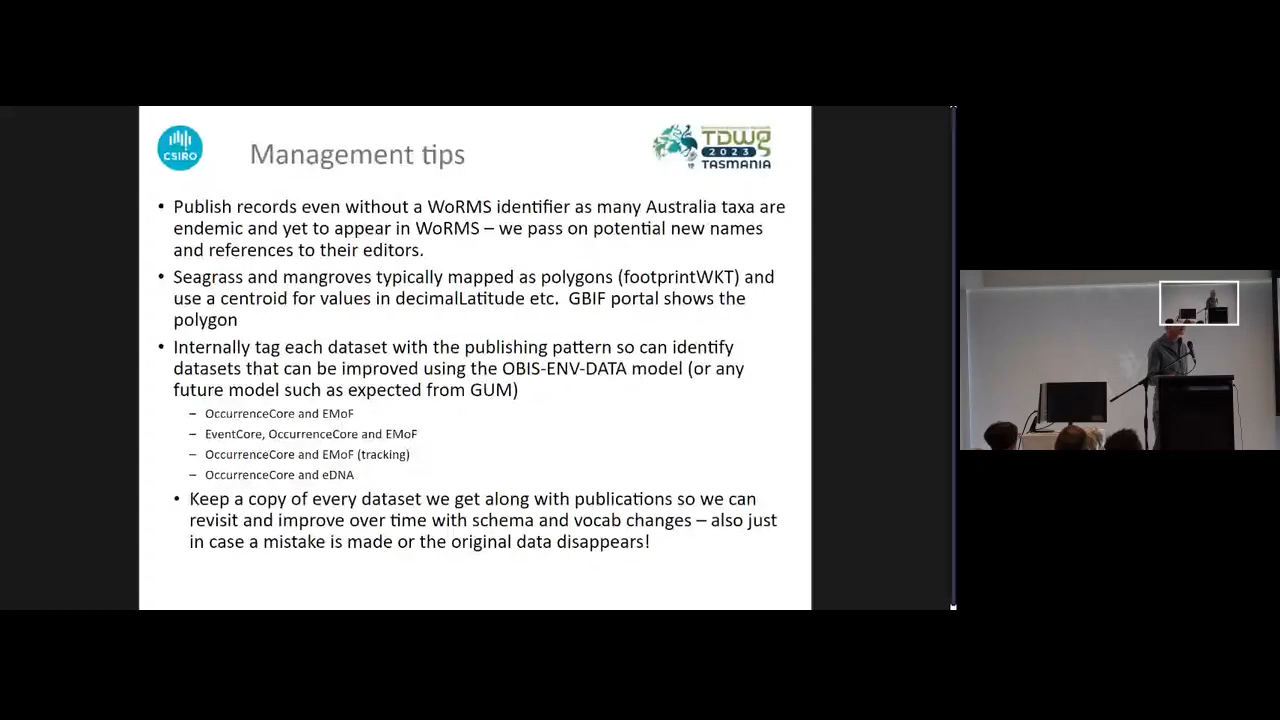 CSIRO
Management tips
TDWG
2023
TASMANIA
• Publish records even without a WoRMS identifier as many Australia taxa are
endemic and yet to appear in WoRMS – we pass on potential new names
and references to their editors.
• Seagrass and mangroves typically mapped as polygons (footprintWKT) and
use a centroid for values in decimalLatitude etc.  GBIF portal shows the
polygon
• Internally tag each dataset with the publishing pattern so can identify
datasets that can be improved using the OBIS-ENV-DATA model (or any
future model such as expected from GUM)
– OccurrenceCore and EMoF
– EventCore, OccurrenceCore and EMoF
– OccurrenceCore and EMoF (tracking)
– OccurrenceCore and eDNA
• Keep a copy of every dataset we get along with publications so we can
revisit and improve over time with schema and vocab changes – also just
in case a mistake is made or the original data disappears!